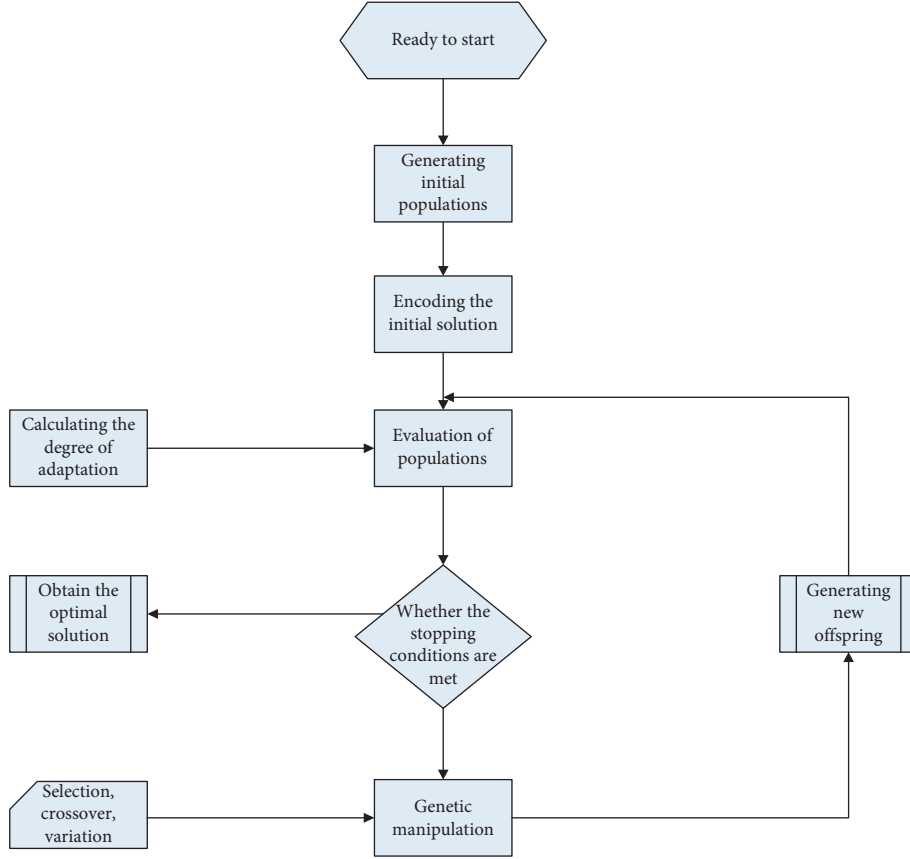 Ready to start
Generating
initial
populations
Encoding the
initial solution
Calculating the
degree of
adaptation
Evaluation of
populations
Obtain the
optimal
solution
Whether the
stopping
conditions are
met
Generating
new
offspring
Selection,
crossover,
variation
Genetic
manipulation